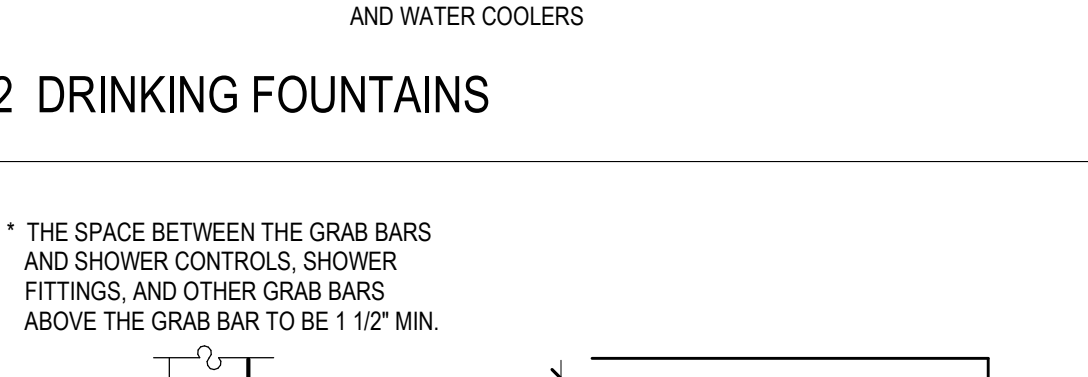 AND WATER COOLERS
2 DRINKING FOUNTAINS
* THE SPACE BETWEEN THE GRAB BARS
AND SHOWER CONTROLS, SHOWER
FITTINGS, AND OTHER GRAB BARS
ABOVE THE GRAB BAR TO BE 1 1/2" MIN.